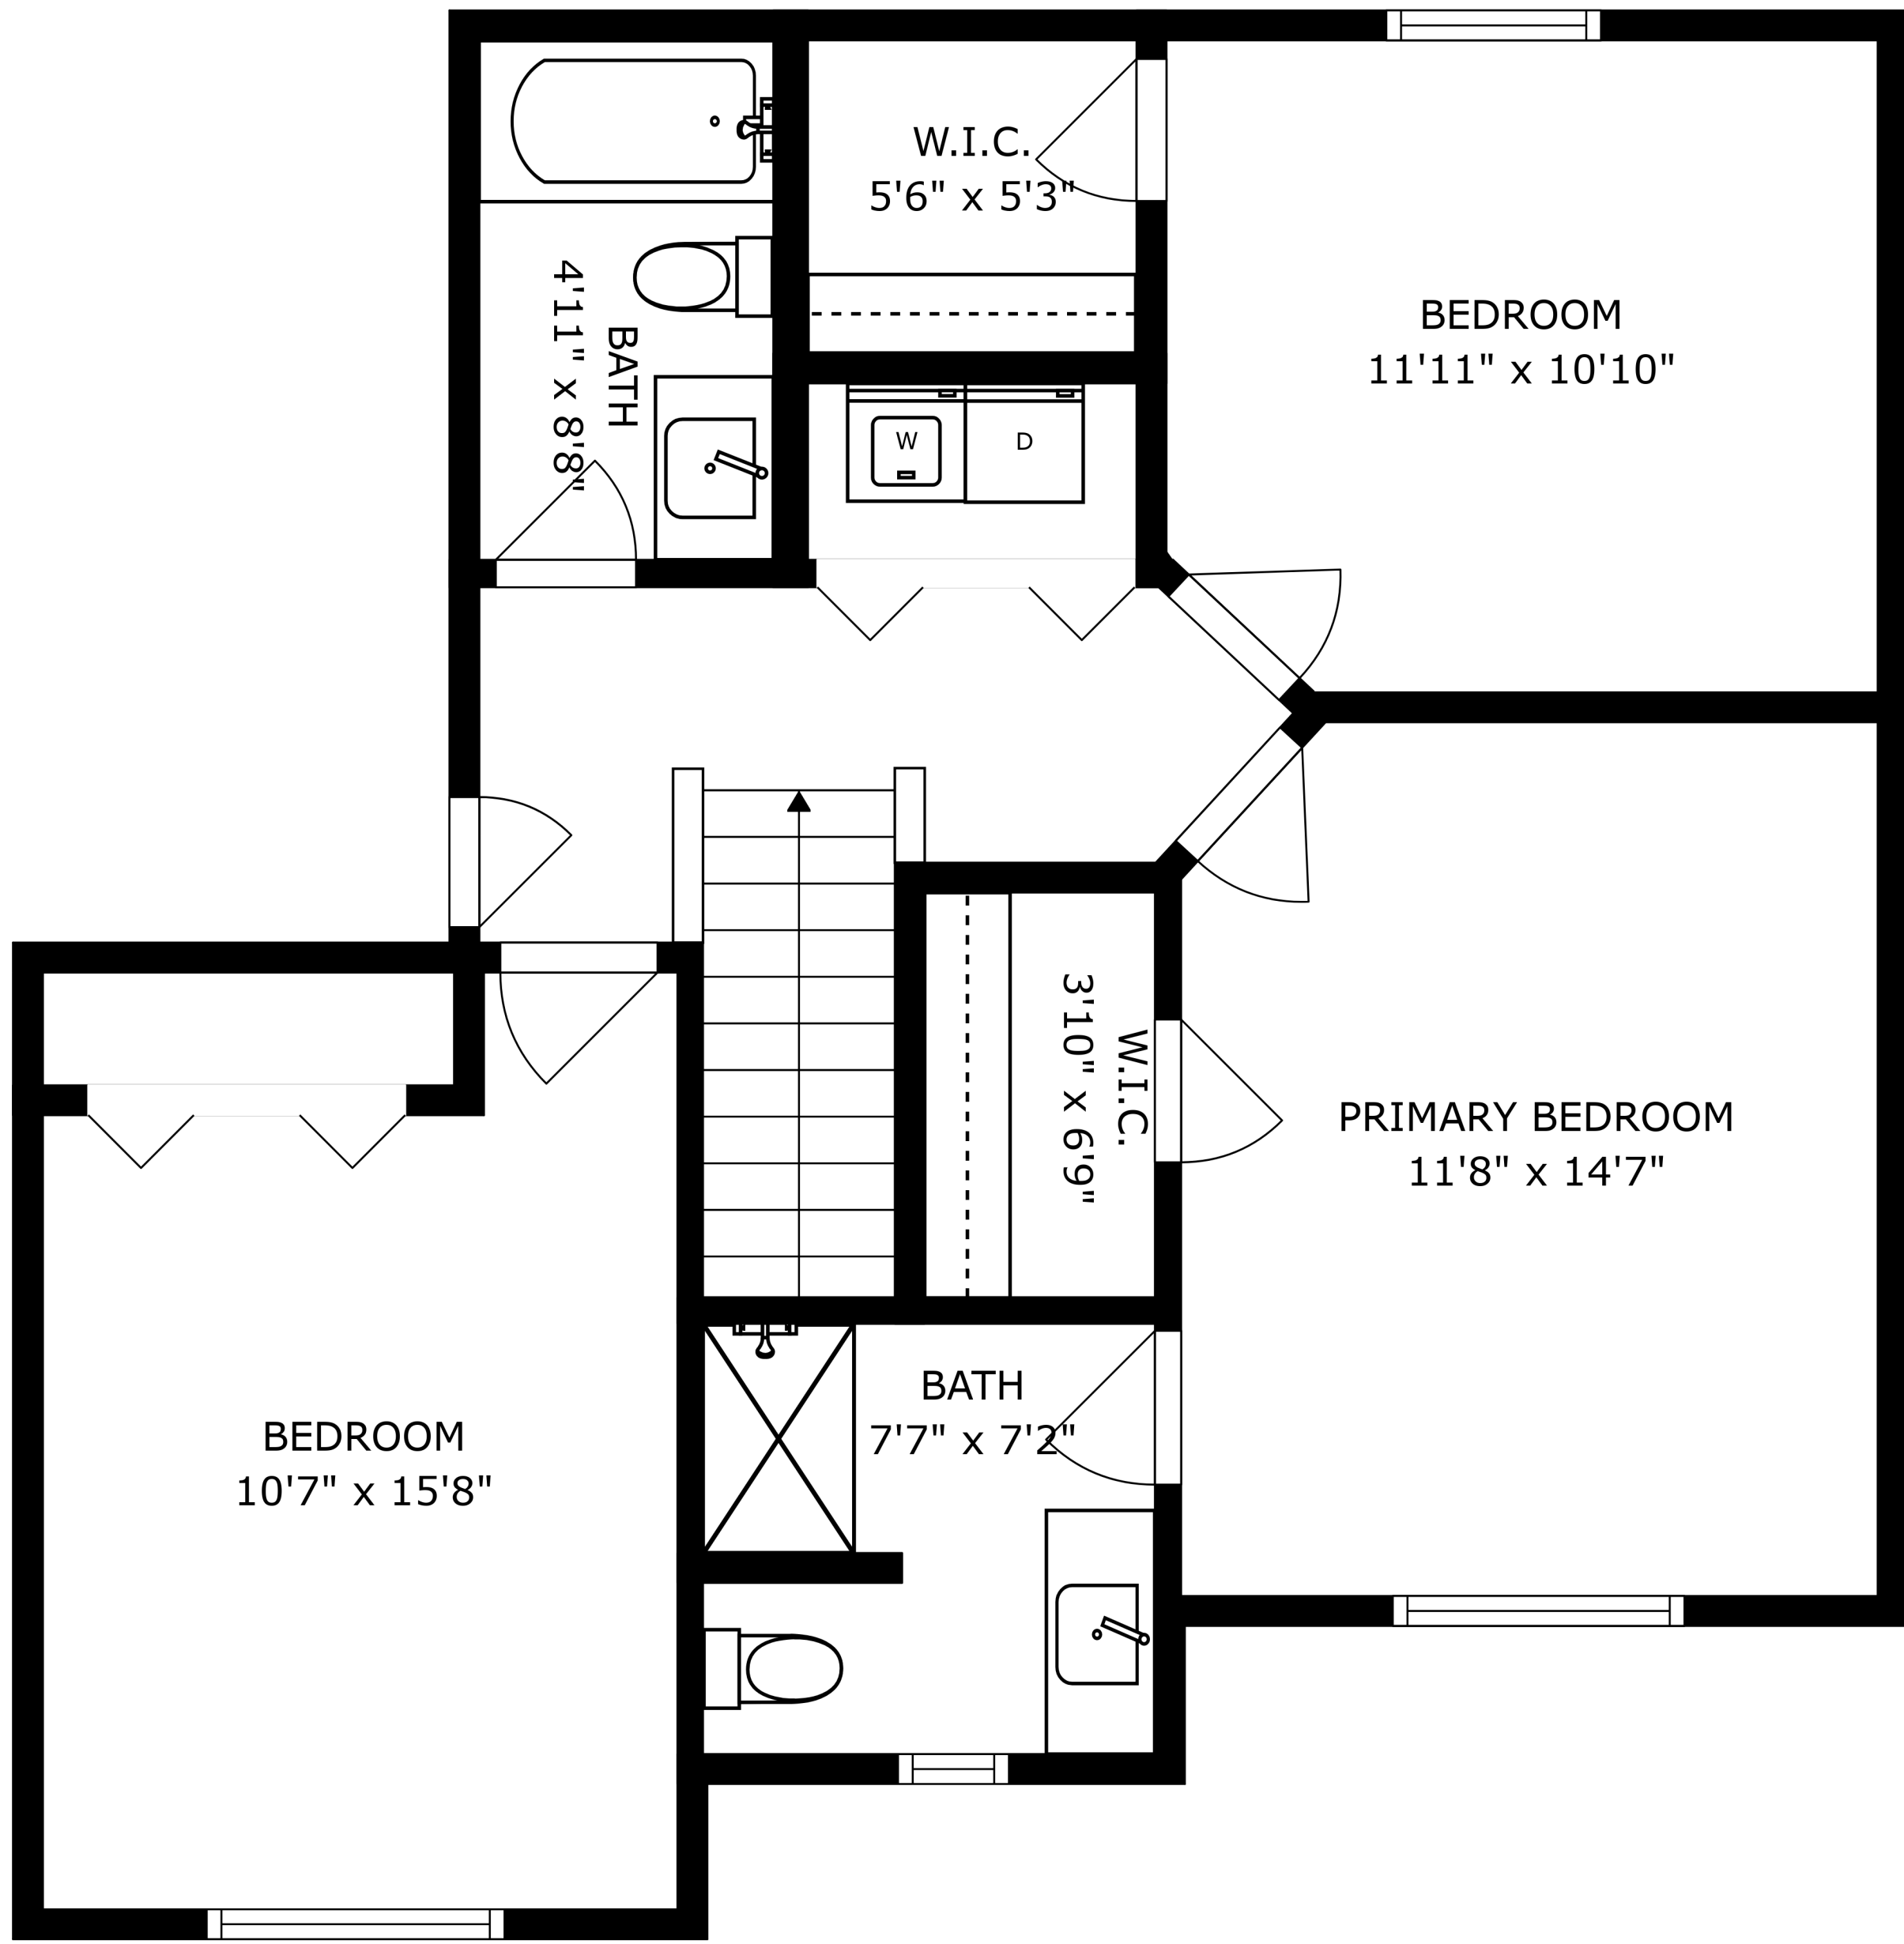 W.I.C.
5'6" x 5'3"
BATH
4'11" x 8'8"
BEDROOM
11'11" x 10'10"
W
D
W.I.C.
3'10" x 6'9"
PRIMARY BEDROOM
11'8" x 14'7"
BATH
7'7" x 7'2"
BEDROOM
10'7" x 15'8"